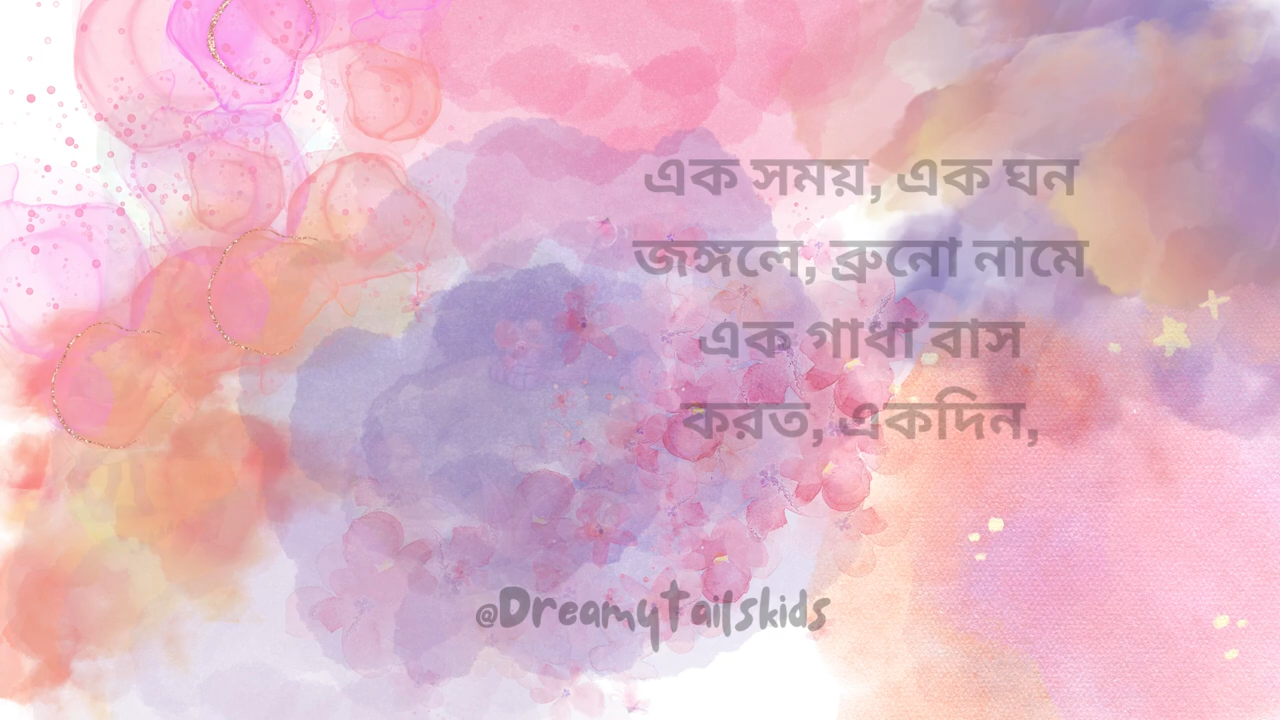 এক সময়, এক ঘন
জঙ্গলে, ব্রুনো নামে
এক গাধা বাস
করত, একদিন,
@DreamyTailskids